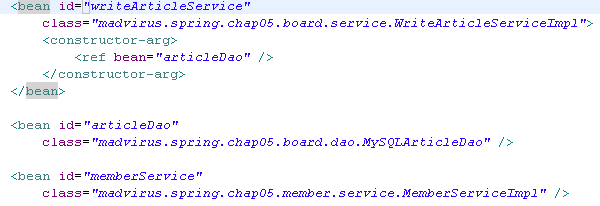 <bean id="writeArticleService"
class="madvirus.spring.chap05.board.service.WriteArticleServiceImpl">
<constructor-arg>
<ref bean="articleDao" />
</constructor-arg>
</bean>
<bean id="articleDao"
class="madvirus.spring.chap05.board.dao.MySQLArticleDao" />
<bean id="memberService"
class="madvirus.spring.chap05.member.service.MemberServiceImpl" />